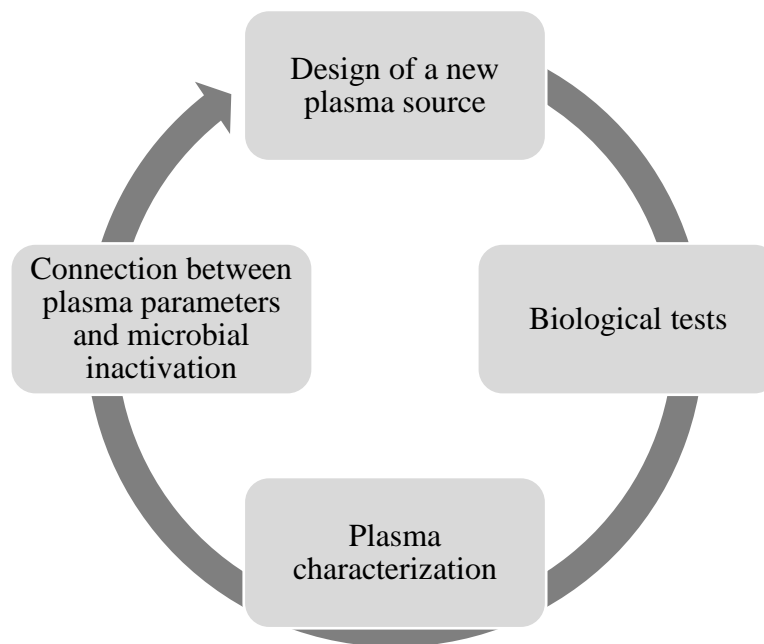 Design of a new
plasma source
Connection between
plasma parameters
and microbial
inactivation
Biological tests
Plasma
characterization